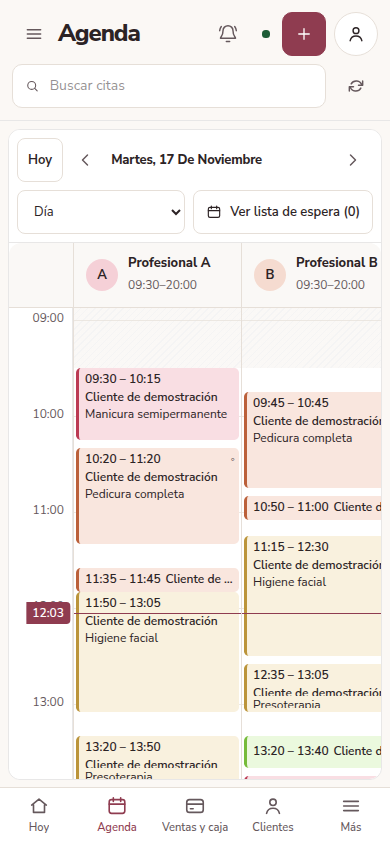 Agenda
Buscar citas
Hoy
Martes, 17 De Noviembre
Día
Ver lista de espera (0)
A
Profesional A
09:30–20:00
B
Profesional B
09:30–20:00
09:00
10:00
11:00
12:03
13:00
09:30 – 10:15
Cliente de demostración
Manicura semipermanente
10:20 – 11:20
Cliente de demostración
Pedicura completa
11:35 – 11:45 Cliente de ...
11:50 – 13:05
Cliente de demostración
Higiene facial
13:20 – 13:50
Cliente de demostración
Presoterapia
09:45 – 10:45
Cliente de demostración
Pedicura completa
10:50 – 11:00 Cliente d
11:15 – 12:30
Cliente de demostración
Higiene facial
12:35 – 13:05
Cliente de demostración
Presoterapia
13:20 – 13:40 Cliente d
Hoy
Agenda
Ventas y caja
Clientes
Más